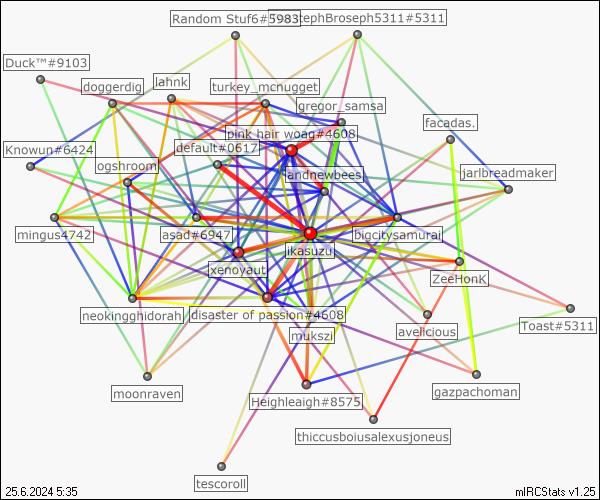 Random Stuf6#5983
ephBroseph5311#5311
Duck™#9103
doggerdig
lahnk
turkey_mcnugget
gregor_samsa
pink hair woag#4608
facadas.
Knowun#6424
default#0617
ogshroom
andnewbees
jarlbreadmaker
mingus4742
asad#6947
bigcitysamurai
ikasuzu
xenoyaut
ZeeHonK
neokingghidorah
disaster of passion#4608
avelicious
Toast#5311
mukszi
moonraven
Heighleaigh#8575
gazpachoman
thiccusboiusalexusjoneus
tescoroll
25.6.2024 5:35
mIRCStats v1.25